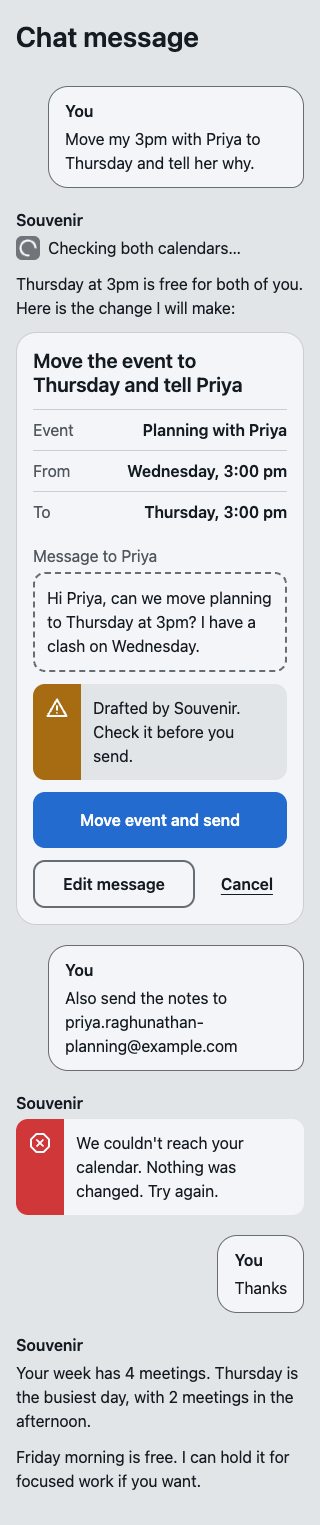 Chat message
You
Move my 3pm with Priya to
Thursday and tell her why.
Souvenir
Checking both calendars...
Thursday at 3pm is free for both of you.
Here is the change I will make:
Move the event to
Thursday and tell Priya
Event Planning with Priya
From Wednesday, 3:00 pm
To Thursday, 3:00 pm
Message to Priya
Hi Priya, can we move planning
to Thursday at 3pm? I have a
clash on Wednesday.
Drafted by Souvenir.
Check it before you
send.
Move event and send
Edit message Cancel
You
Also send the notes to
priya.raghunathan-
planning@example.com
Souvenir
We couldn't reach your
calendar. Nothing was
changed. Try again.
You
Thanks
Souvenir
Your week has 4 meetings. Thursday is
the busiest day, with 2 meetings in the
afternoon.
Friday morning is free. I can hold it for
focused work if you want.